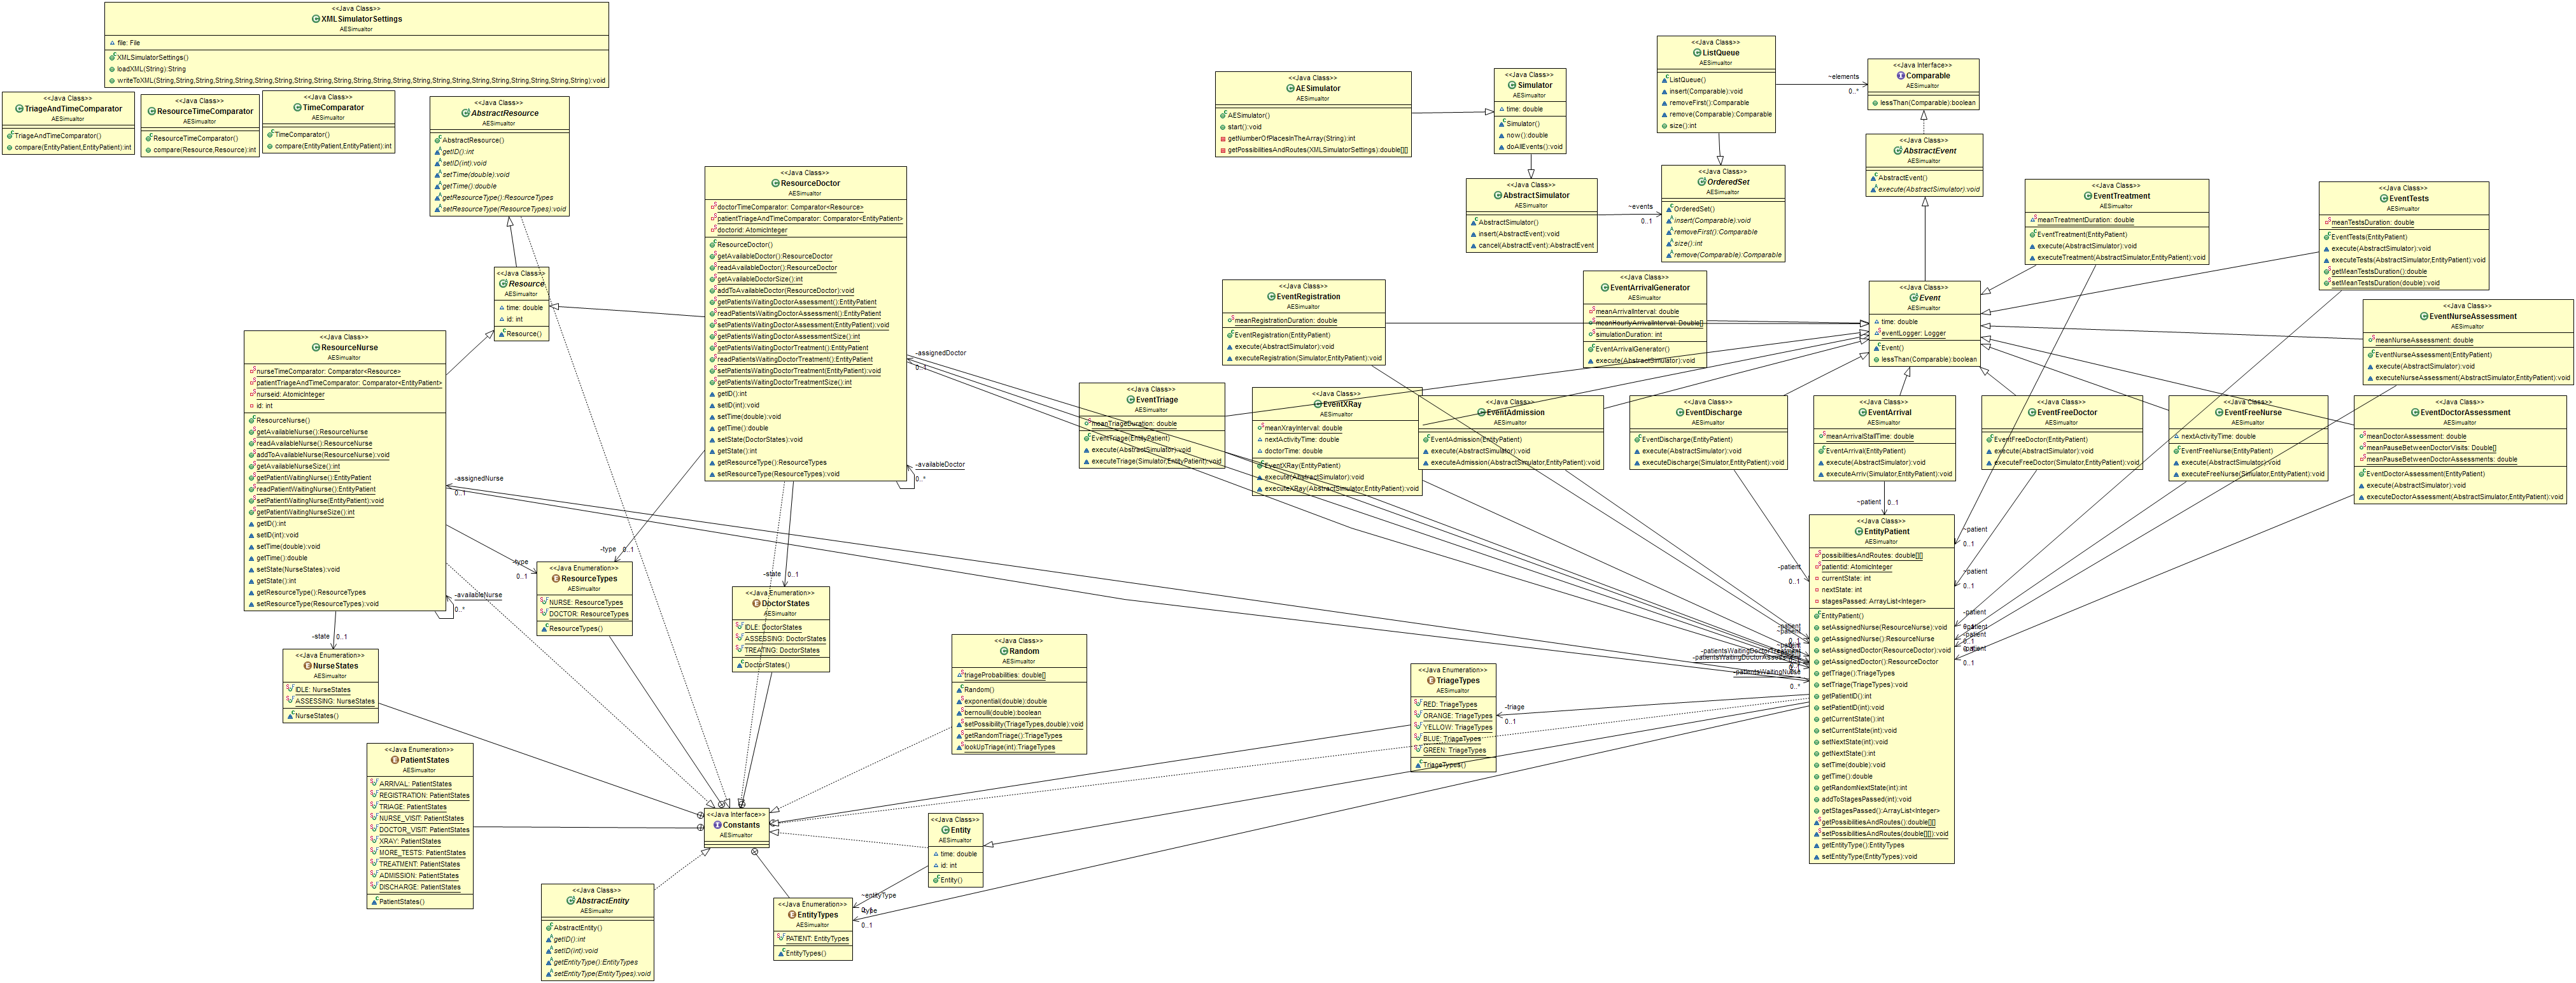 <<Java Class>>
XMLSimulatorSettings
AESimualtor
file: File
XMLSimulatorSettings()
loadXML(String):String
writeToXML(String,String,String,String,String,String,String,String,String,String,String,String,String,String,String,String,String,String,String,String,String,String,String,String):void
<<Java Class>>
TriageAndTimeComparator
AESimualtor
TriageAndTimeComparator()
compare(EntityPatient,EntityPatient):int
<<Java Class>>
ResourceTimeComparator
AESimualtor
ResourceTimeComparator()
compare(Resource,Resource):int
<<Java Class>>
TimeComparator
AESimualtor
TimeComparator()
compare(EntityPatient,EntityPatient):int
<<Java Class>>
AbstractResource
AESimualtor
AbstractResource()
getID():int
setID(int):void
setTime(double):void
getTime():double
getResourceType():ResourceTypes
setResourceType(ResourceTypes):void
<<Java Class>>
Resource
AESimualtor
time: double
id: int
Resource()
<<Java Class>>
ResourceDoctor
AESimualtor
doctorTimeComparator: Comparator<Resource>
patientTriageAndTimeComparator: Comparator<EntityPatient>
doctorid: AtomicInteger
ResourceDoctor()
getAvailableDoctor():ResourceDoctor
readAvailableDoctor():ResourceDoctor
getAvailableDoctorSize():int
addToAvailableDoctor(ResourceDoctor):void
getPatientsWaitingDoctorAssessment():EntityPatient
readPatientsWaitingDoctorAssessment():EntityPatient
setPatientsWaitingDoctorAssessment(EntityPatient):void
getPatientsWaitingDoctorAssessmentSize():int
getPatientsWaitingDoctorTreatment():EntityPatient
readPatientsWaitingDoctorTreatment():EntityPatient
setPatientsWaitingDoctorTreatment(EntityPatient):void
getPatientsWaitingDoctorTreatmentSize():int
getID():int
setID(int):void
setTime(double):void
getTime():double
setState(DoctorStates):void
getState():int
getResourceType():ResourceTypes
setResourceType(ResourceTypes):void
<<Java Class>>
ResourceNurse
AESimualtor
nurseTimeComparator: Comparator<Resource>
patientTriageAndTimeComparator: Comparator<EntityPatient>
nurseid: AtomicInteger
id: int
ResourceNurse()
getAvailableNurse():ResourceNurse
readAvailableNurse():ResourceNurse
addToAvailableNurse(ResourceNurse):void
getAvailableNurseSize():int
getPatientWaitingNurse():EntityPatient
readPatientWaitingNurse():EntityPatient
setPatientWaitingNurse(EntityPatient):void
getPatientWaitingNurseSize():int
getID():int
setID(int):void
setTime(double):void
getTime():double
setState(NurseStates):void
getState():int
getResourceType():ResourceTypes
setResourceType(ResourceTypes):void
-assignedDoctor
0..1
-availableDoctor
0..*
-assignedNurse
0..1
-availableNurse
0..*
-type
0..1
-type
0..1
-state
0..1
-state
0..1
<<Java Enumeration>>
ResourceTypes
AESimualtor
NURSE: ResourceTypes
DOCTOR: ResourceTypes
ResourceTypes()
<<Java Enumeration>>
DoctorStates
AESimualtor
IDLE: DoctorStates
ASSESSING: DoctorStates
TREATING: DoctorStates
DoctorStates()
<<Java Enumeration>>
NurseStates
AESimualtor
IDLE: NurseStates
ASSESSING: NurseStates
NurseStates()
<<Java Enumeration>>
PatientStates
AESimualtor
ARRIVAL: PatientStates
REGISTRATION: PatientStates
TRIAGE: PatientStates
NURSE_VISIT: PatientStates
DOCTOR_VISIT: PatientStates
XRAY: PatientStates
MORE_TESTS: PatientStates
TREATMENT: PatientStates
ADMISSION: PatientStates
DISCHARGE: PatientStates
PatientStates()
<<Java Class>>
Random
AESimualtor
triageProbabilities: double[]
Random()
exponential(double):double
bernoulli(double):boolean
setPossibility(TriageTypes,double):void
getRandomTriage():TriageTypes
lookUpTriage(int):TriageTypes
<<Java Interface>>
Constants
AESimualtor
<<Java Class>>
Entity
AESimualtor
time: double
id: int
Entity()
<<Java Class>>
AbstractEntity
AESimualtor
AbstractEntity()
getID():int
setID(int):void
getEntityType():EntityTypes
setEntityType(EntityTypes):void
<<Java Enumeration>>
EntityTypes
AESimualtor
PATIENT: EntityTypes
EntityTypes()
~entityType
-type
0..1
<<Java Enumeration>>
TriageTypes
AESimualtor
RED: TriageTypes
ORANGE: TriageTypes
YELLOW: TriageTypes
BLUE: TriageTypes
GREEN: TriageTypes
TriageTypes()
-triage
0..1
<<Java Class>>
AESimulator
AESimualtor
AESimulator()
start():void
getNumberOfPlacesInTheArray(String):int
getPossibilitiesAndRoutes(XMLSimulatorSettings):double[][]
<<Java Class>>
Simulator
AESimualtor
time: double
Simulator()
now():double
doAllEvents():void
<<Java Class>>
AbstractSimulator
AESimualtor
AbstractSimulator()
insert(AbstractEvent):void
cancel(AbstractEvent):AbstractEvent
~events
0..1
<<Java Class>>
ListQueue
AESimualtor
ListQueue()
insert(Comparable):void
removeFirst():Comparable
remove(Comparable):Comparable
size():int
~elements
0..*
<<Java Class>>
OrderedSet
AESimualtor
OrderedSet()
insert(Comparable):void
removeFirst():Comparable
size():int
remove(Comparable):Comparable
<<Java Interface>>
Comparable
AESimualtor
lessThan(Comparable):boolean
<<Java Class>>
AbstractEvent
AESimualtor
AbstractEvent()
execute(AbstractSimulator):void
<<Java Class>>
EventTreatment
AESimualtor
meanTreatmentDuration: double
EventTreatment(EntityPatient)
execute(AbstractSimulator):void
executeTreatment(AbstractSimulator,EntityPatient):void
<<Java Class>>
EventTests
AESimualtor
meanTestsDuration: double
EventTests(EntityPatient)
execute(AbstractSimulator):void
executeTests(AbstractSimulator,EntityPatient):void
getMeanTestsDuration():double
setMeanTestsDuration(double):void
<<Java Class>>
EventRegistration
AESimualtor
meanRegistrationDuration: double
EventRegistration(EntityPatient)
execute(AbstractSimulator):void
executeRegistration(Simulator,EntityPatient):void
<<Java Class>>
EventArrivalGenerator
AESimualtor
meanArrivalInterval: double
meanHourlyArrivalInterval: Double[]
simulationDuration: int
EventArrivalGenerator()
execute(AbstractSimulator):void
<<Java Class>>
Event
AESimualtor
time: double
eventLogger: Logger
Event()
lessThan(Comparable):boolean
<<Java Class>>
EventNurseAssessment
AESimualtor
meanNurseAssessment: double
EventNurseAssessment(EntityPatient)
execute(AbstractSimulator):void
executeNurseAssessment(AbstractSimulator,EntityPatient):void
<<Java Class>>
EventTriage
AESimualtor
meanTriageDuration: double
EventTriage(EntityPatient)
execute(AbstractSimulator):void
executeTriage(Simulator,EntityPatient):void
<<Java Class>>
EventXRay
AESimualtor
meanXrayInterval: double
nextActivityTime: double
doctorTime: double
EventXRay(EntityPatient)
execute(AbstractSimulator):void
executeXRay(AbstractSimulator,EntityPatient):void
<<Java Class>>
EventAdmission
AESimualtor
EventAdmission(EntityPatient)
execute(AbstractSimulator):void
executeAdmission(AbstractSimulator,EntityPatient):void
<<Java Class>>
EventDischarge
AESimualtor
EventDischarge(EntityPatient)
execute(AbstractSimulator):void
executeDischarge(Simulator,EntityPatient):void
<<Java Class>>
EventArrival
AESimualtor
meanArrivalStallTime: double
EventArrival(EntityPatient)
execute(AbstractSimulator):void
executeArriv(Simulator,EntityPatient):void
<<Java Class>>
EventFreeDoctor
AESimualtor
EventFreeDoctor(EntityPatient)
execute(AbstractSimulator):void
executeFreeDoctor(Simulator,EntityPatient):void
<<Java Class>>
EventFreeNurse
AESimualtor
nextActivityTime: double
EventFreeNurse(EntityPatient)
execute(AbstractSimulator):void
executeFreeNurse(Simulator,EntityPatient):void
<<Java Class>>
EventDoctorAssessment
AESimualtor
meanDoctorAssessment: double
meanPauseBetweenDoctorVisits: Double[]
meanPauseBetweenDoctorAssessments: double
EventDoctorAssessment(EntityPatient)
execute(AbstractSimulator):void
executeDoctorAssessment(AbstractSimulator,EntityPatient):void
~patient
0..1
~patient
0..1
~patient
0..1
-patient
0..1
-patient
-patient
-patient
0..1
-patient
-patient
-patientsWaitingDoctorTreatment
-patientsWaitingDoctorAssessment
-patientsWaitingNurse
0..*
<<Java Class>>
EntityPatient
AESimualtor
possibilitiesAndRoutes: double[][]
patientid: AtomicInteger
currentState: int
nextState: int
stagesPassed: ArrayList<Integer>
EntityPatient()
setAssignedNurse(ResourceNurse):void
getAssignedNurse():ResourceNurse
setAssignedDoctor(ResourceDoctor):void
getAssignedDoctor():ResourceDoctor
getTriage():TriageTypes
setTriage(TriageTypes):void
getPatientID():int
setPatientID(int):void
getCurrentState():int
setCurrentState(int):void
setNextState(int):void
getNextState():int
setTime(double):void
getTime():double
getRandomNextState(int):int
addToStagesPassed(int):void
getStagesPassed():ArrayList<Integer>
getPossibilitiesAndRoutes():double[][]
setPossibilitiesAndRoutes(double[][]):void
getEntityType():EntityTypes
setEntityType(EntityTypes):void